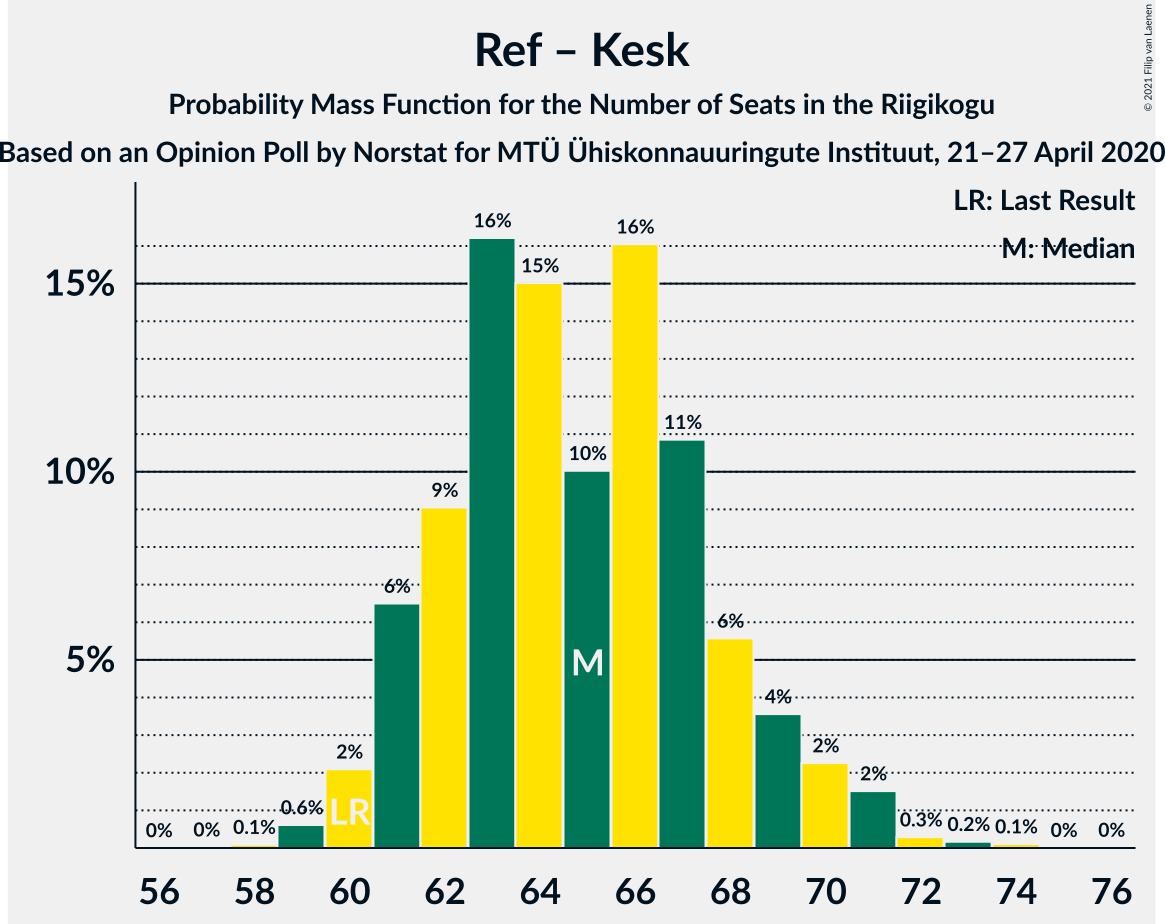 Ref – Kesk
Probability Mass Function for the Number of Seats in the Riigikogu
Based on an Opinion Poll by Norstat for MTÜ Ühiskonnauuringute Instituut, 21–27 April 2020
© 2021 Filip van Laenen
LR: Last Result
M: Median
15%
10%
5%
0%
0%
0.1%
0.6%
2%
6%
9%
16%
15%
10%
16%
11%
6%
4%
2%
2%
0.3%
0.2%
0.1%
0%
0%
LR
M
56 58 60 62 64 66 68 70 72 74 76